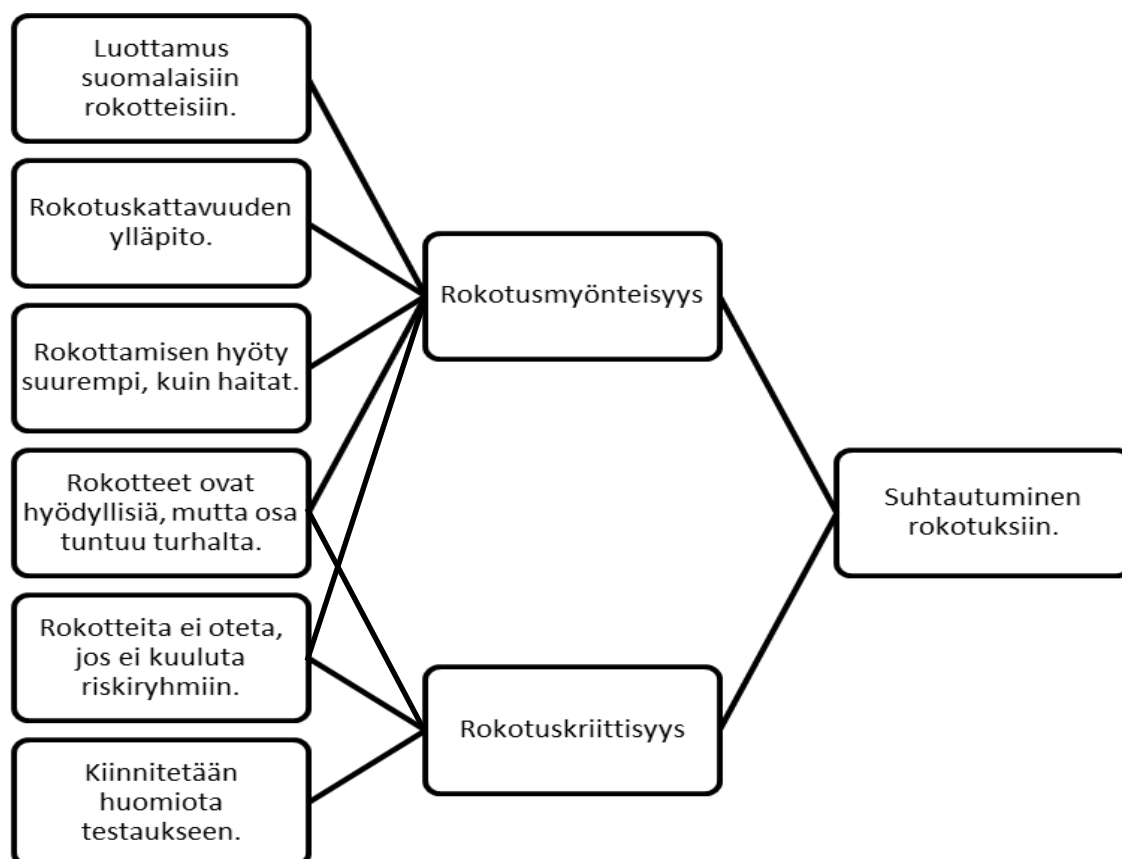 Luottamus
suomalaisiin
rokotteisiin.
Rokotuskattavuuden
ylläpito.
Rokottamisen hyöty
suurempi, kuin haitat.
Rokotteet ovat
hyödyllisiä, mutta osa
tuntuu turhalta.
Rokotteita ei oteta,
jos ei kuuluta
riskiryhmiin.
Kiinnitetään
huomiota
testaukseen.
Rokotusmyönteisyys
Rokotuskriittisyys
Suhtautuminen
rokotuksiin.